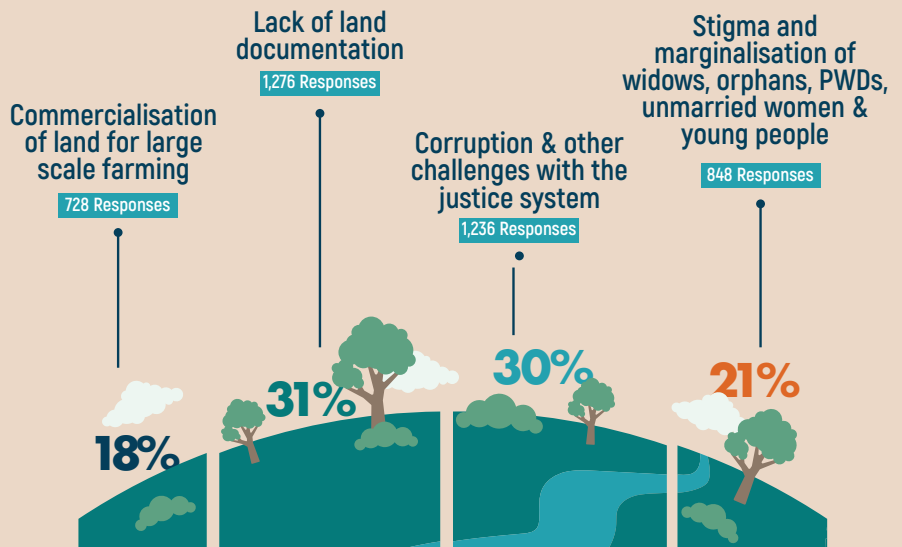 Commercialisation
of land for large
scale farming
728 Responses
18%
Lack of land
documentation
1,276 Responses
31%
Corruption & other
challenges with the
justice system
1,236 Responses
30%
Stigma and
marginalisation of
widows, orphans, PWDs,
unmarried women &
young people
848 Responses
21%